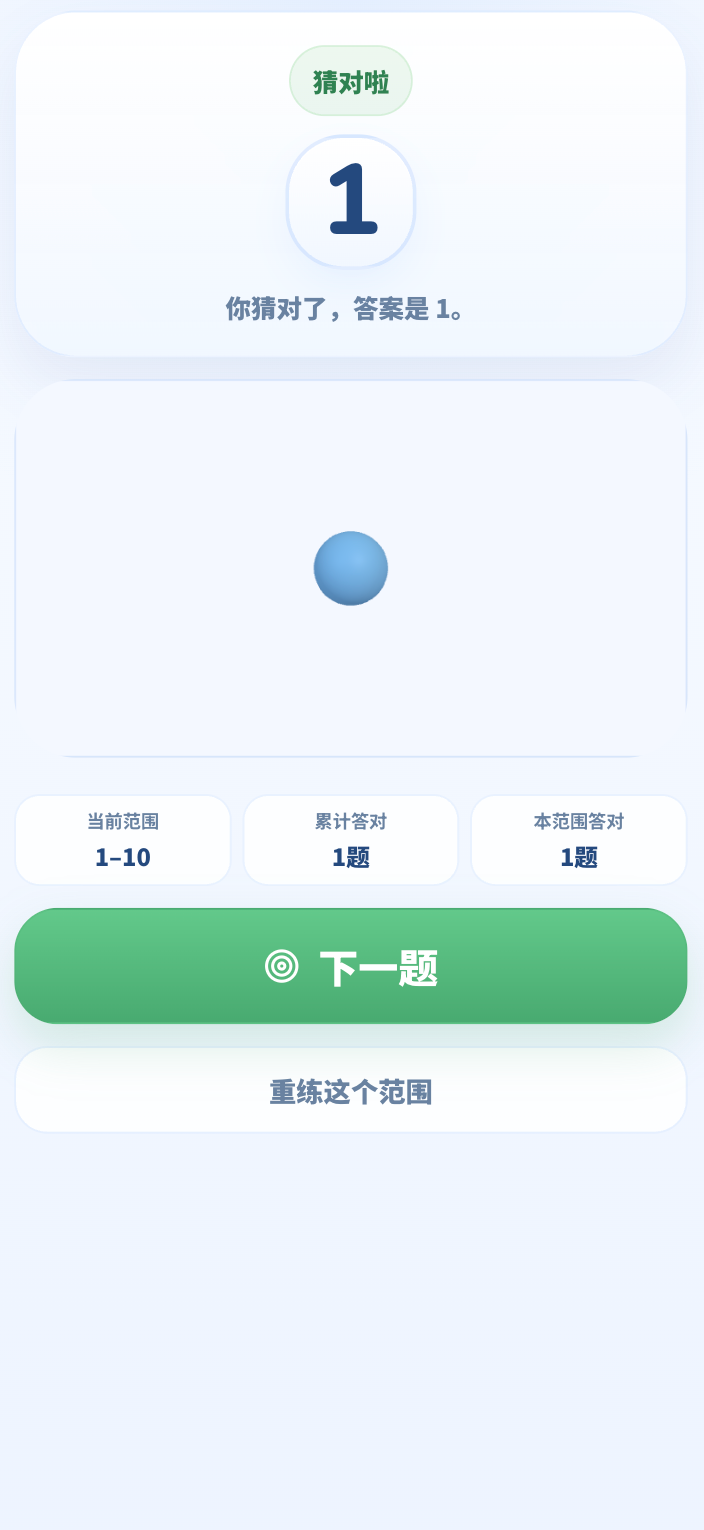 猜对啦
1
你猜对了，答案是 1。
当前范围
1–10
累计答对
1题
本范围答对
1题
下一题
重练这个范围